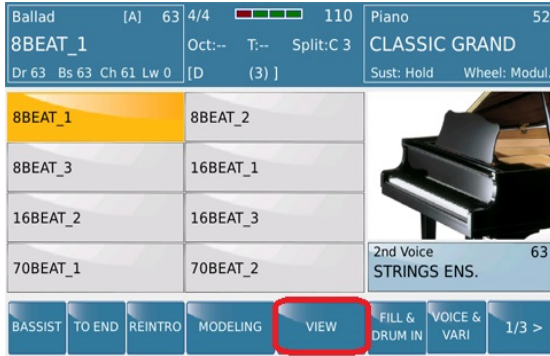 Ballad [A] 63
8BEAT_1
Dr 63 Bs 63 Ch 61 Lw 0
4/4 110
Oct:-- T:-- Split:C 3
[D (3) ]
Piano 52
CLASSIC GRAND
Sust: Hold Wheel: Modul.
8BEAT_1
8BEAT_2
8BEAT_3
16BEAT_1
16BEAT_2
16BEAT_3
70BEAT_1
70BEAT_2
2nd Voice 63
STRINGS ENS.
BASSIST
TO END
REINTRO
MODELING
VIEW
FILL &
DRUM IN
VOICE &
VARI
1/3 >